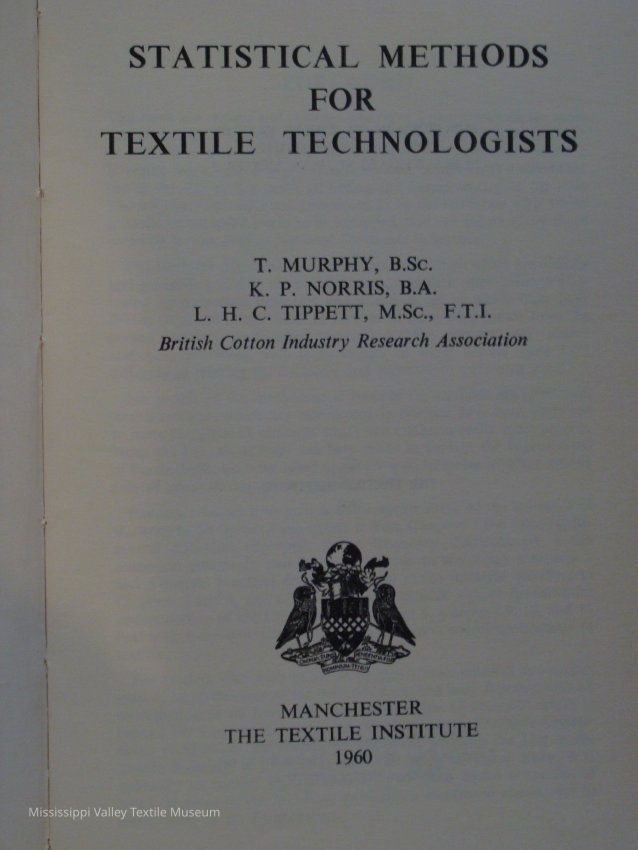 STATISTICAL METHODS
FOR
TEXTILE TECHNOLOGISTS
T. MURPHY, B.Sc.
K. P. NORRIS, B.A.
L. H. C. TIPPETT, M.Sc., F.T.I.
British Cotton Industry Research Association
MANCHESTER
THE TEXTILE INSTITUTE
1960
Mississippi Valley Textile Museum